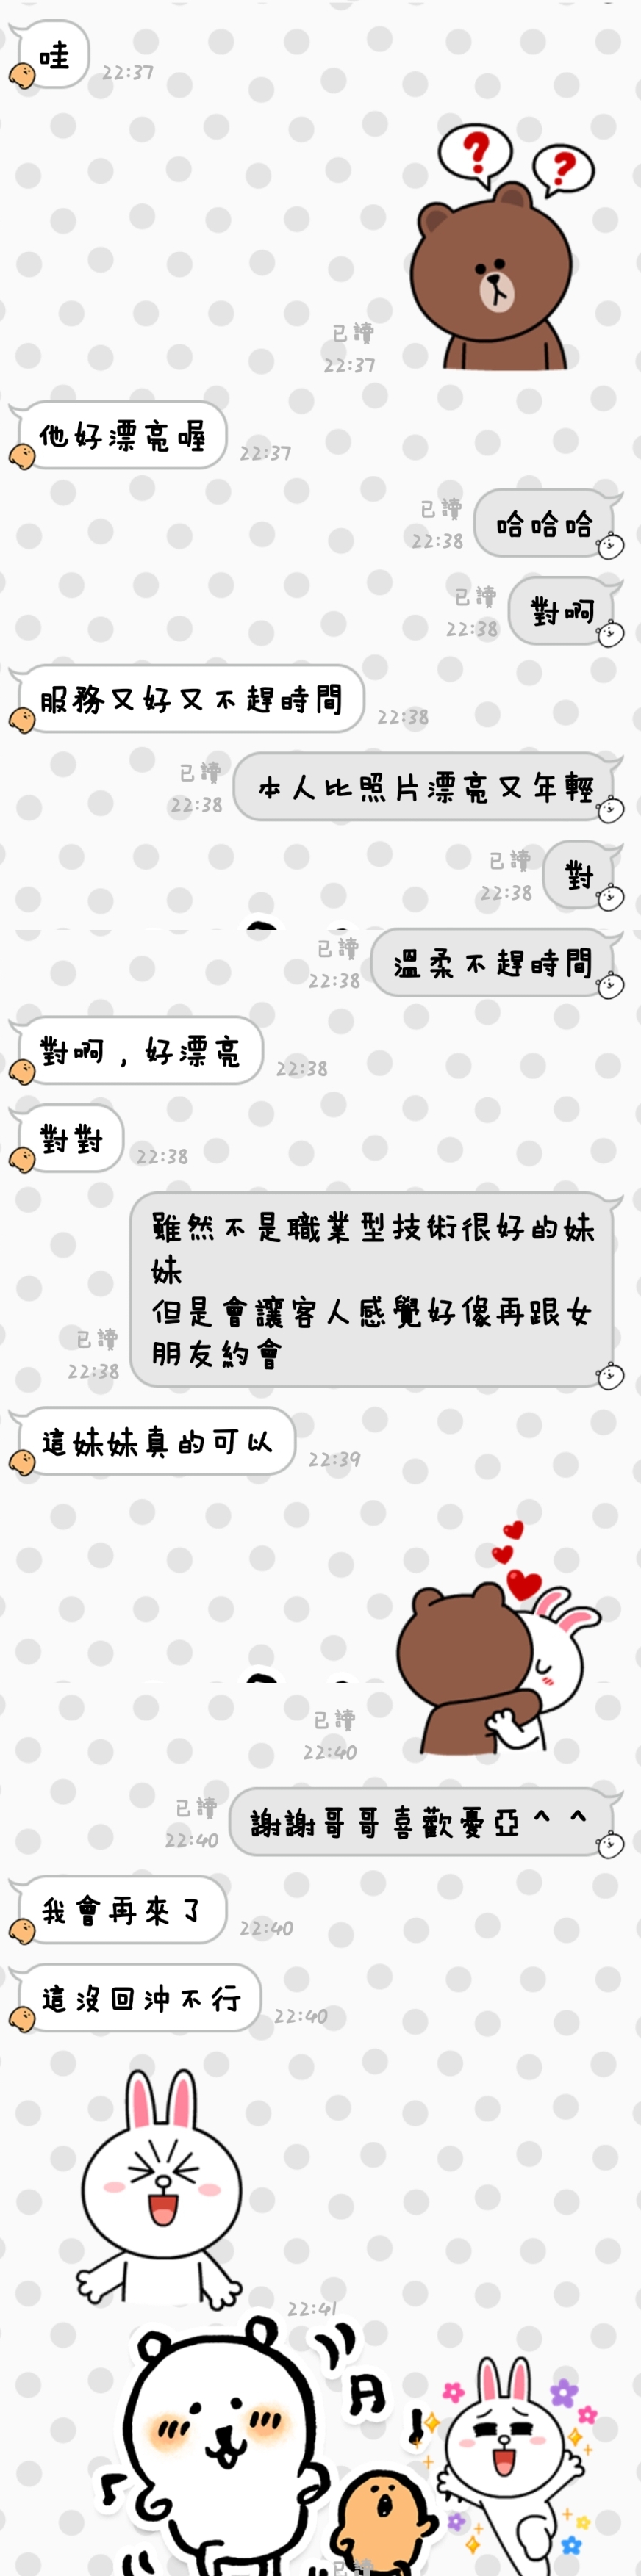 哇
22:37
? ?
已讀
22:37
他好漂亮喔
22:37
已讀
22:38
哈哈哈
已讀
22:38
對啊
服務又好又不趕時間
22:38
已讀
22:38
本人比照片漂亮又年輕
已讀
22:38
對
已讀
22:38
溫柔不趕時間
對啊，好漂亮
22:38
對對
22:38
雖然不是職業型技術很好的妹
妹
但是會讓客人感覺好像再跟女
朋友約會
已讀
22:38
這妹妹真的可以
22:39
已讀
22:40
已讀
22:40
謝謝哥哥喜歡憂亞^ ^
我會再來了
22:40
這沒回沖不行
22:40
22:41
已讀